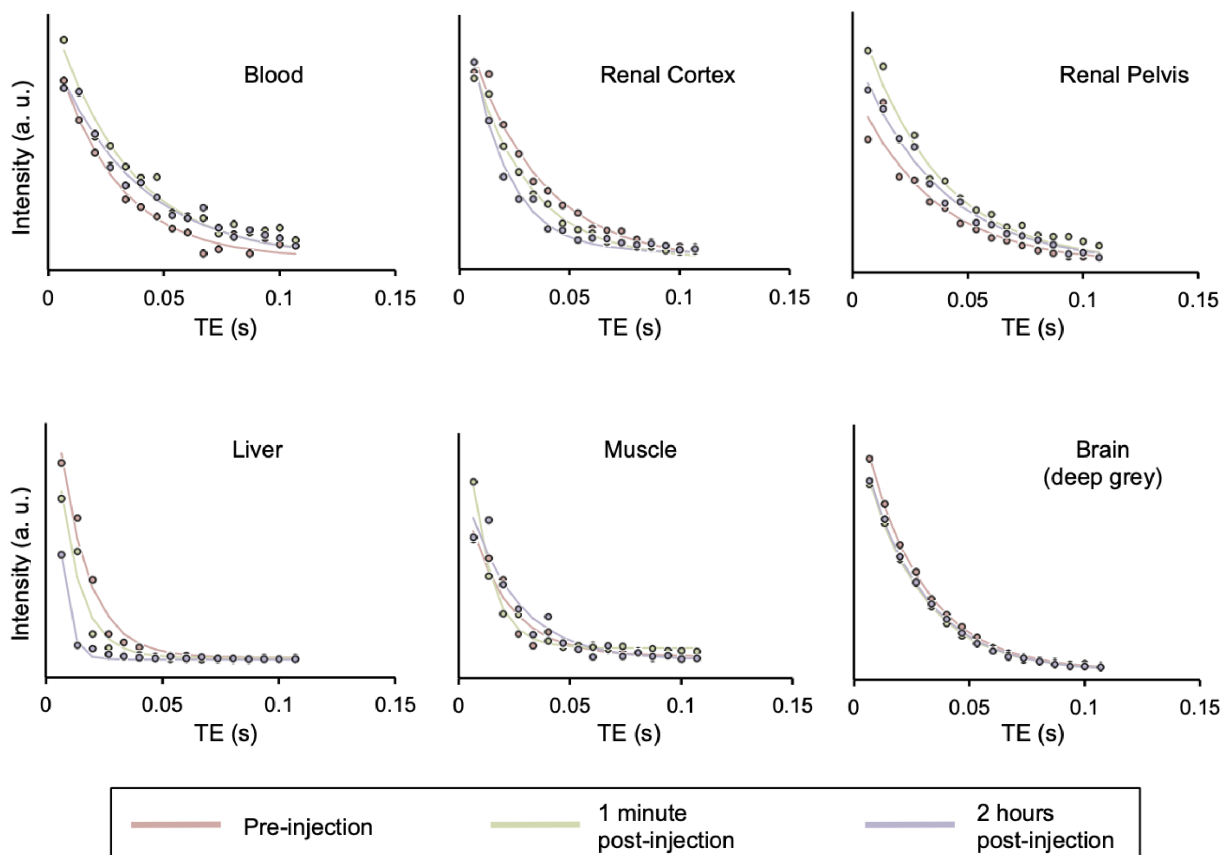 Blood
Renal Cortex
Renal Pelvis
Intensity (a. u.)
0
0.05
0.1
0.15
0
0.05
0.1
0.15
0
0.05
0.1
0.15
TE (s)
TE (s)
TE (s)
Liver
Muscle
Brain
(deep grey)
Intensity (a. u.)
0
0.05
0.1
0.15
0
0.05
0.1
0.15
0
0.05
0.1
0.15
TE (s)
TE (s)
TE (s)
Pre-injection
1 minute
post-injection
2 hours
post-injection